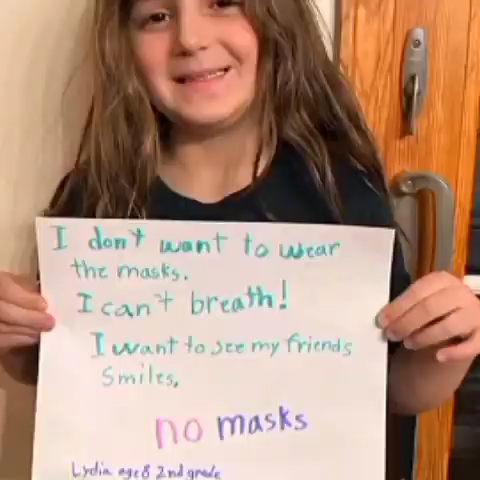 I don't want to wear
the masks.
I can't breath!
I want to see my friends
smiles.
no masks
Lydia age 8 2nd grade